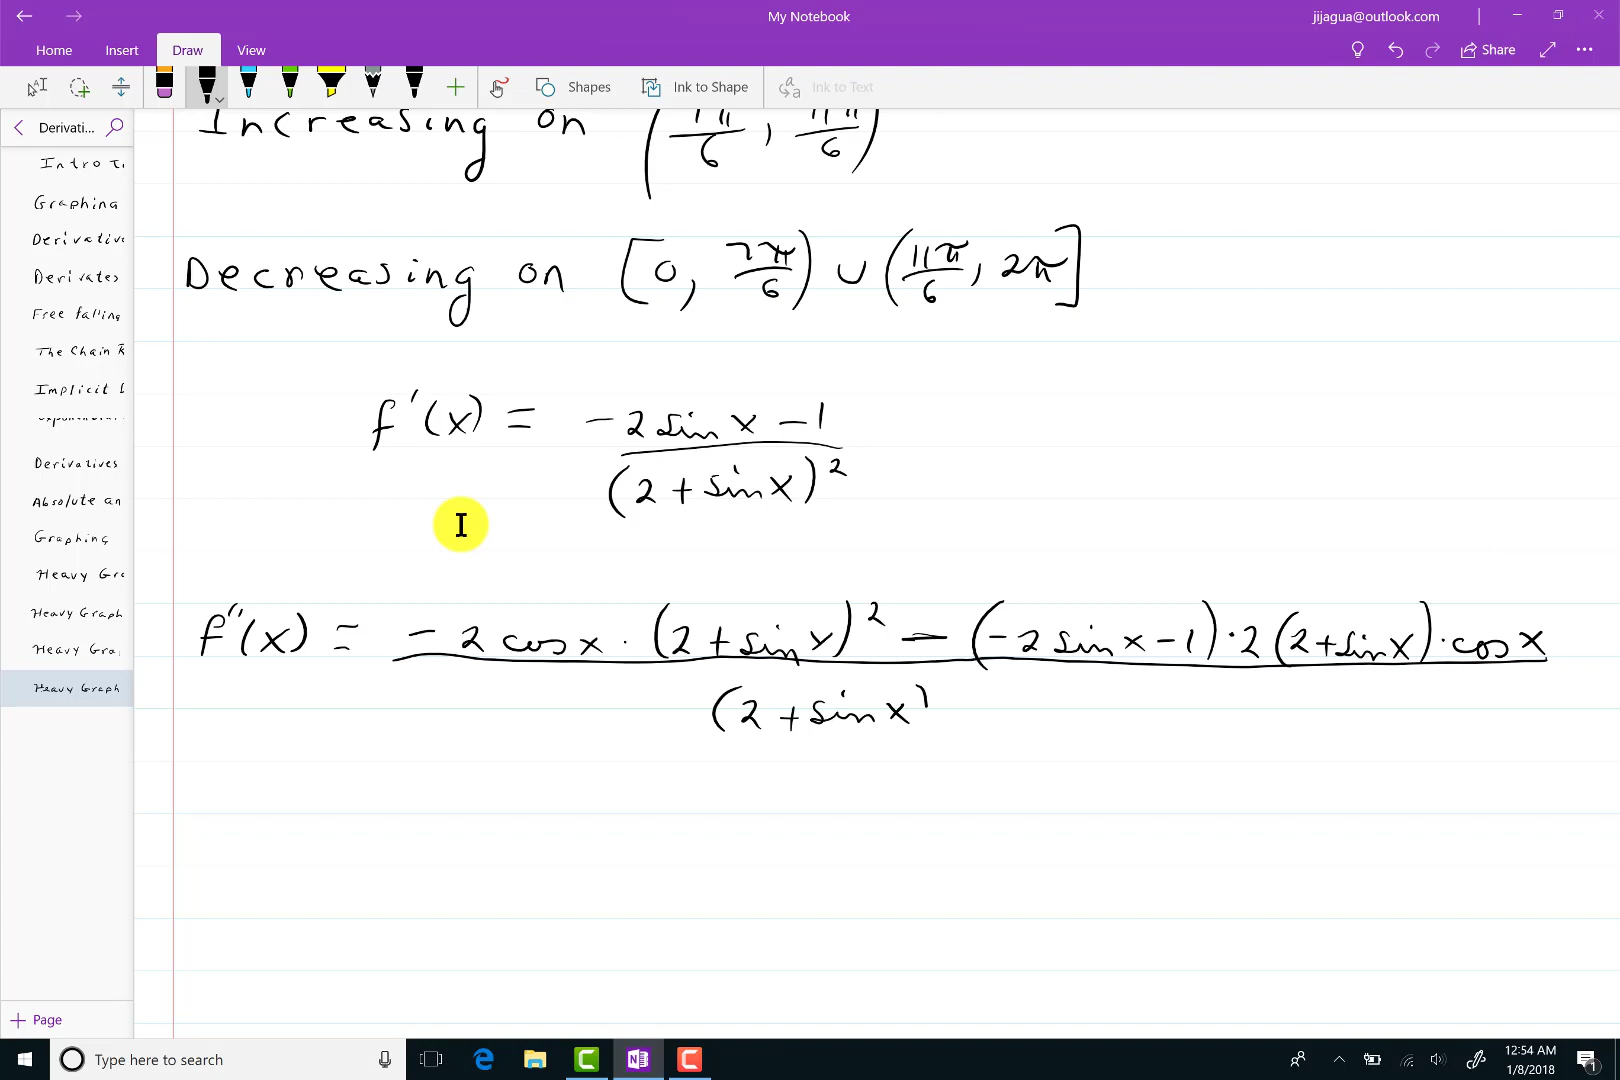 My Notebook
jijagua@outlook.com
Home Insert Draw View
Share
Shapes
Ink to Shape
Ink to Text
Derivati...
Intro T
Graphing
Derivative
Derivates
Free falling
The Chain R
Implicit
Derivatives
Absolute an
Graphing
Heavy Gra
Heavy Graph
Heavy Gra
Heavy Graph
+ Page
Increasing on (7π/6, 11π/6)
Decreasing on [0, 7π/6) ∪ (11π/6, 2π]
f'(x) = -2 sin x - 1
(2 + sin x)²
f''(x) = -2 cos x · (2 + sin x)² - (-2 sin x - 1) · 2 (2 + sin x) · cos x
(2 + sin x)
Type here to search
12:54 AM
1/8/2018
1